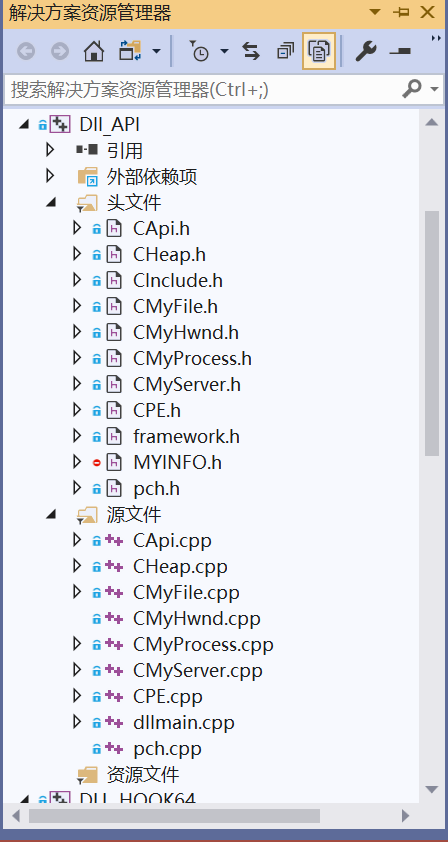 解决方案资源管理器
搜索解决方案资源管理器(Ctrl+;)
Dll_API
引用
外部依赖项
头文件
CApi.h
CHeap.h
CInclude.h
CMyFile.h
CMyHwnd.h
CMyProcess.h
CMyServer.h
CPE.h
framework.h
MYINFO.h
pch.h
源文件
CApi.cpp
CHeap.cpp
CMyFile.cpp
CMyHwnd.cpp
CMyProcess.cpp
CMyServer.cpp
CPE.cpp
dllmain.cpp
pch.cpp
资源文件
DLL_HOOK64